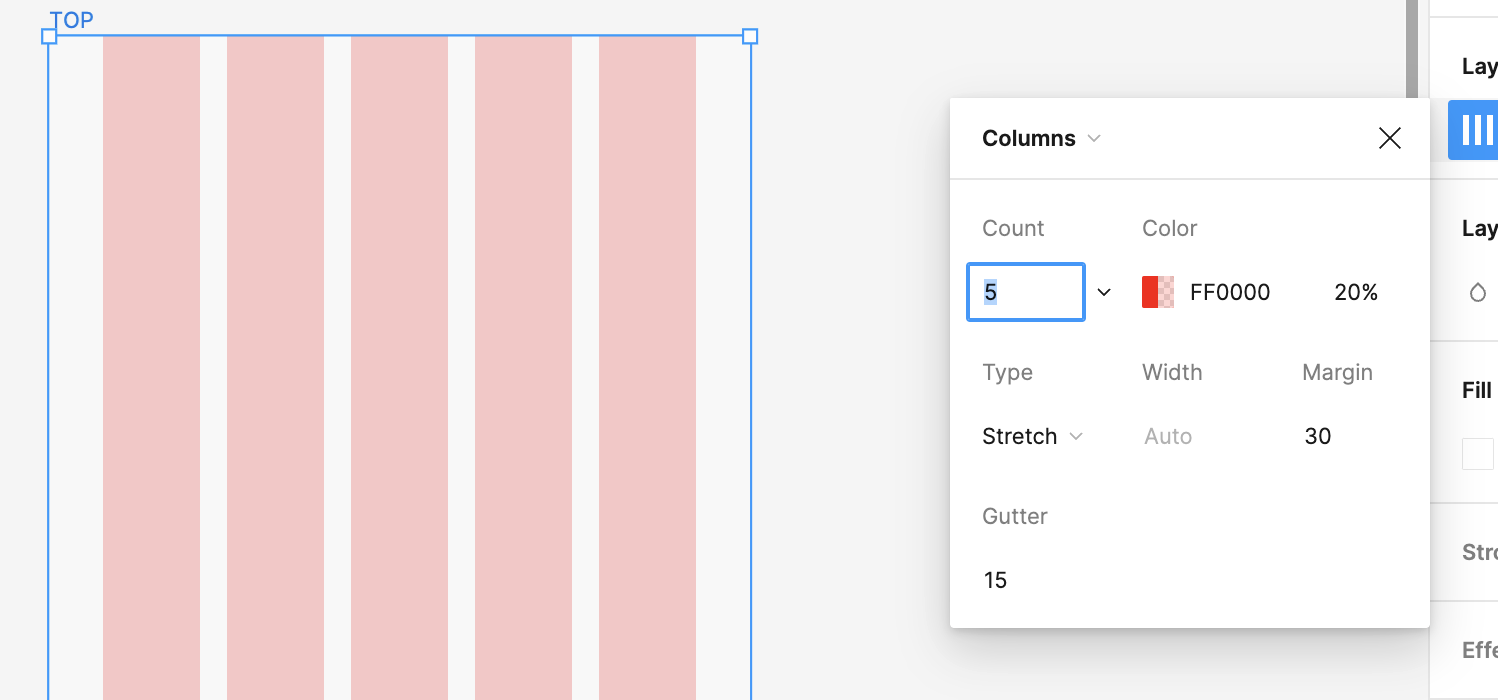 TOP
Lay
Columns
Count Color
Lay
5 FF0000 20%
Type Width Margin
Fill
Stretch Auto 30
Gutter
Stro
15
Effe